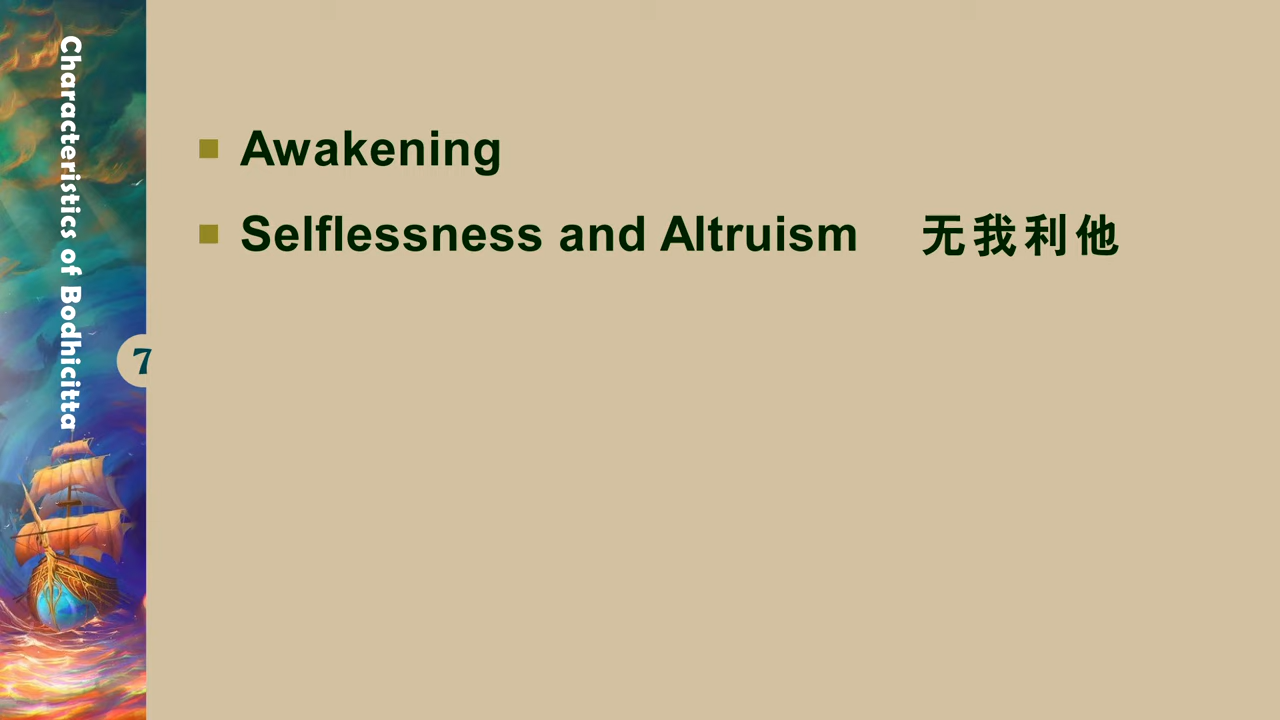 Characteristics of Bodhicitta
7
Awakening
Selflessness and Altruism 无我利他